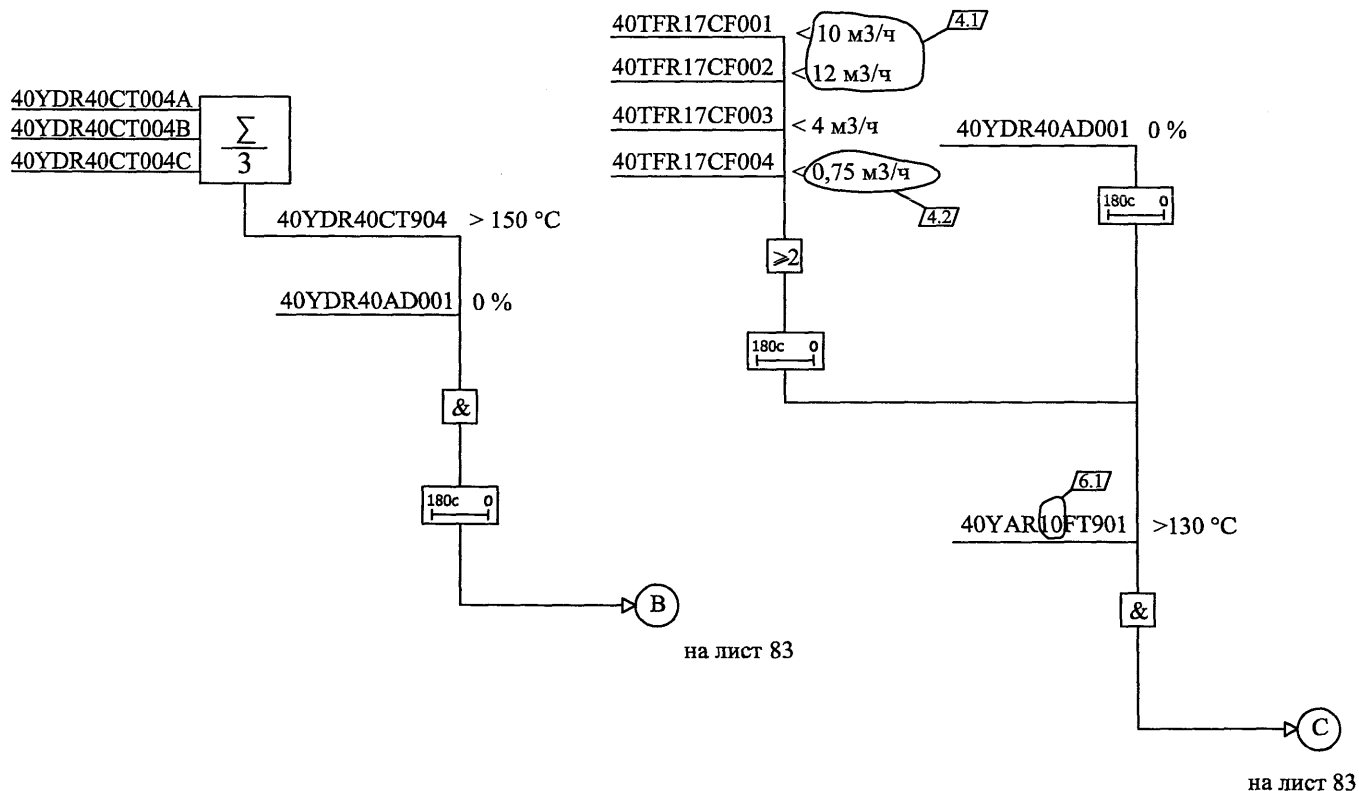 40YDR40CT004A
40YDR40CT004B
40YDR40CT004C
Σ
3
40YDR40CT904 > 150 °C
40YDR40AD001 0 %
&
180c 0
B
на лист 83
40TFR17CF001 < 10 м3/ч
4.1
40TFR17CF002 < 12 м3/ч
40TFR17CF003 < 4 м3/ч
40TFR17CF004 < 0,75 м3/ч
4.2
⩾2
180c 0
40YDR40AD001 0 %
180c 0
6.1
40YAR10FT901 >130 °C
&
C
на лист 83